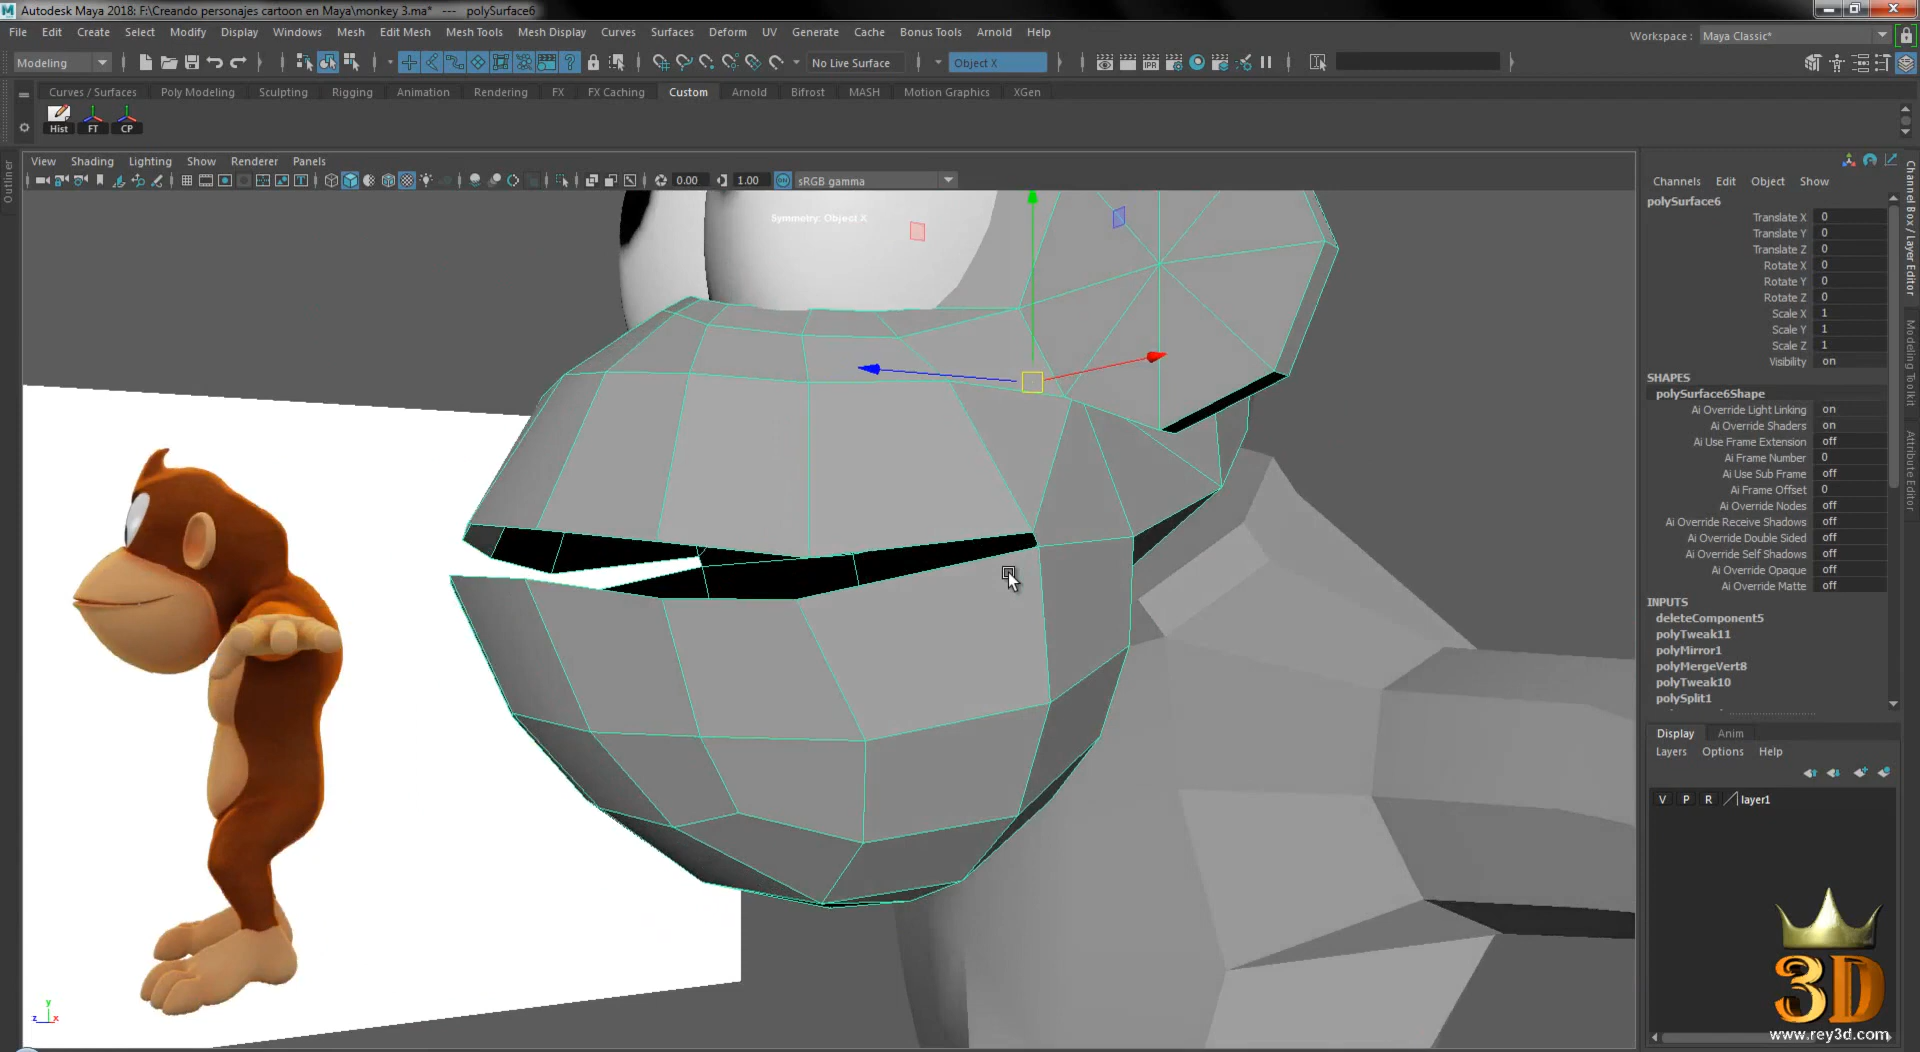 Autodesk Maya 2018: F:\Creando personajes cartoon en Maya\monkey 3.ma* --- polySurface6
File Edit Create Select Modify Display Windows Mesh Edit Mesh Mesh Tools Mesh Display Curves Surfaces Deform UV Generate Cache Bonus Tools Arnold Help
Workspace : Maya Classic*
Modeling No Live Surface Object X
Curves / Surfaces Poly Modeling Sculpting Rigging Animation Rendering FX FX Caching Custom Arnold Bifrost MASH Motion Graphics XGen
Hist FT CP
Outliner
View Shading Lighting Show Renderer Panels
0.00 1.00 sRGB gamma
Symmetry: Object X
Channels Edit Object Show
polySurface6
Translate X 0
Translate Y 0
Translate Z 0
Rotate X 0
Rotate Y 0
Rotate Z 0
Scale X 1
Scale Y 1
Scale Z 1
Visibility on
SHAPES
polySurface6Shape
Ai Override Light Linking on
Ai Override Shaders on
Ai Use Frame Extension off
Ai Frame Number 0
Ai Use Sub Frame off
Ai Frame Offset 0
Ai Override Nodes off
Ai Override Receive Shadows off
Ai Override Double Sided off
Ai Override Self Shadows off
Ai Override Opaque off
Ai Override Matte off
INPUTS
deleteComponent5
polyTweak11
polyMirror1
polyMergeVert8
polyTweak10
polySplit1
Display Anim
Layers Options Help
V P R layer1
Channel Box / Layer Editor
Modeling Toolkit
Attribute Editor
y
z x
3D
www.rey3d.com